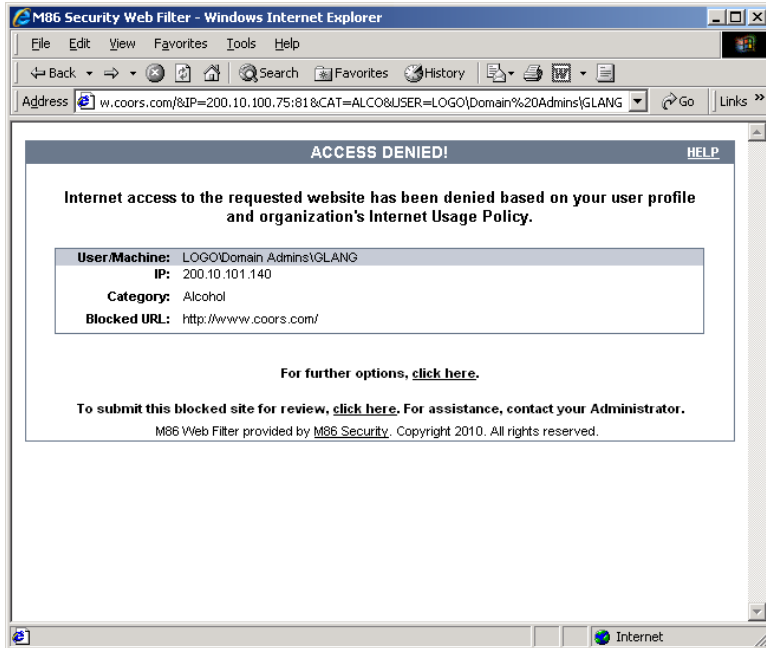 M86 Security Web Filter - Windows Internet Explorer
File Edit View Favorites Tools Help
Back Search Favorites History
Address w.coors.com/&IP=200.10.100.75:81&CAT=ALCO&USER=LOGO\Domain%20Admins\GLANG Go Links »
ACCESS DENIED! HELP
Internet access to the requested website has been denied based on your user profile
and organization's Internet Usage Policy.
User/Machine: LOGO\Domain Admins\GLANG
IP: 200.10.101.140
Category: Alcohol
Blocked URL: http://www.coors.com/
For further options, click here.
To submit this blocked site for review, click here. For assistance, contact your Administrator.
M86 Web Filter provided by M86 Security. Copyright 2010. All rights reserved.
Internet